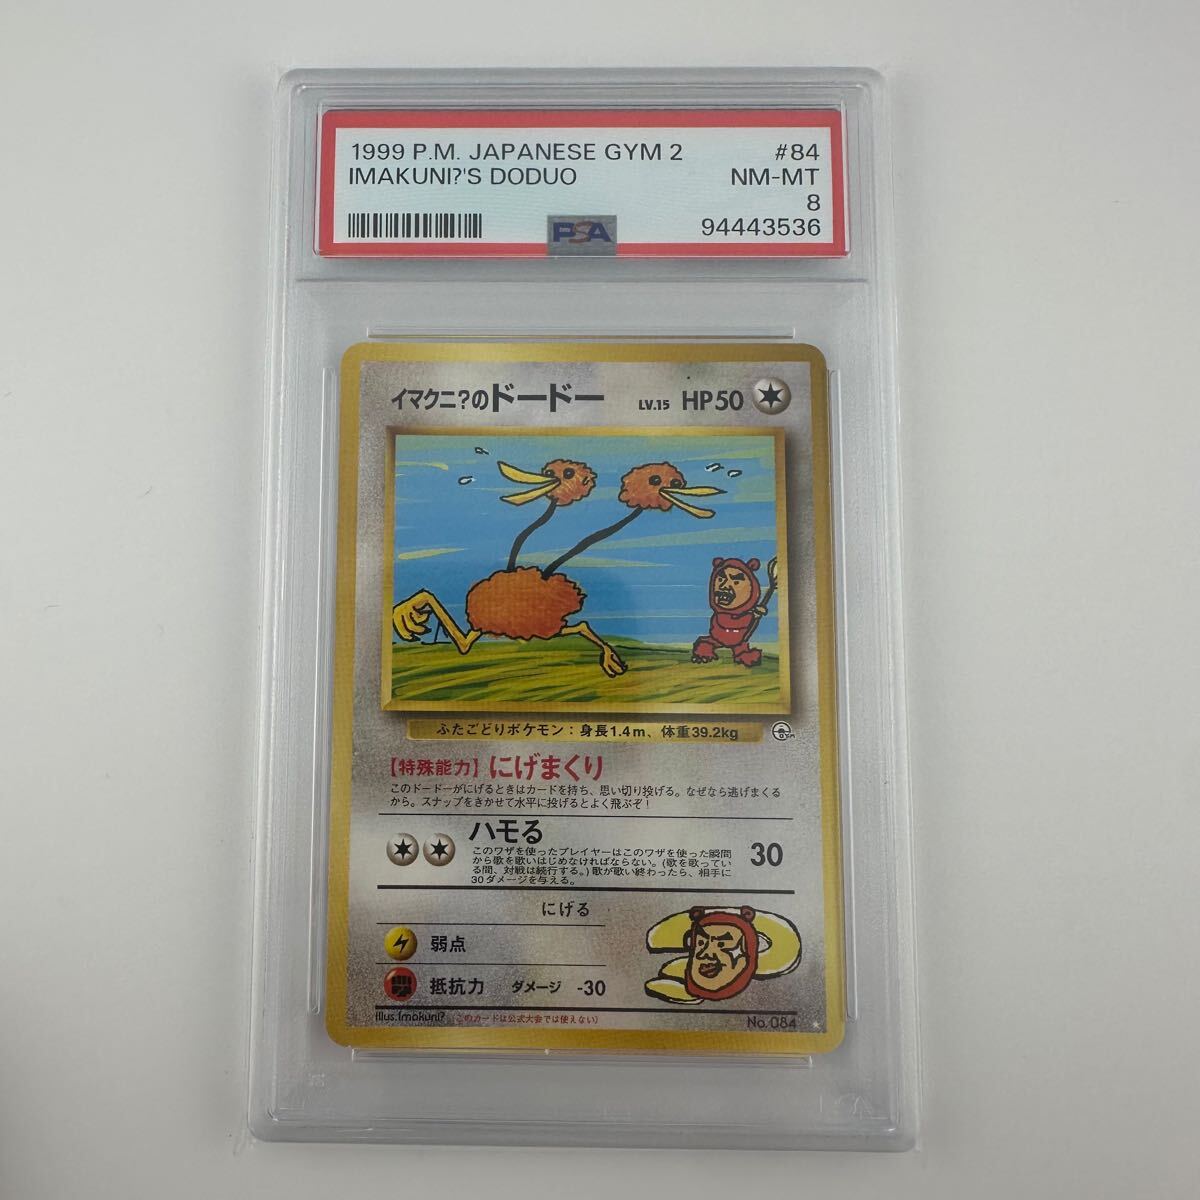 1999 P.M. JAPANESE GYM 2 #84
IMAKUNI?'S DODUO NM-MT
8
PSA 94443536
イマクニ?のドードー LV.15 HP50
ふたごどりポケモン：身長1.4m、体重39.2kg
GYM
【特殊能力】にげまくり
このドードーがにげるときはカードを持ち、思い切り投げる。なぜなら逃げまくる
から。スナップをきかせて水平に投げるとよく飛ぶぞ！
ハモる 30
このワザを使ったプレイヤーはこのワザを使った瞬間
から歌を歌いはじめなければならない。(歌を歌ってい
る間、対戦は続行する。)歌が歌い終わったら、相手に
30ダメージを与える。
にげる
弱点
抵抗力 ダメージ -30
illus.Imakuni? (このカードは公式大会では使えない) No.084